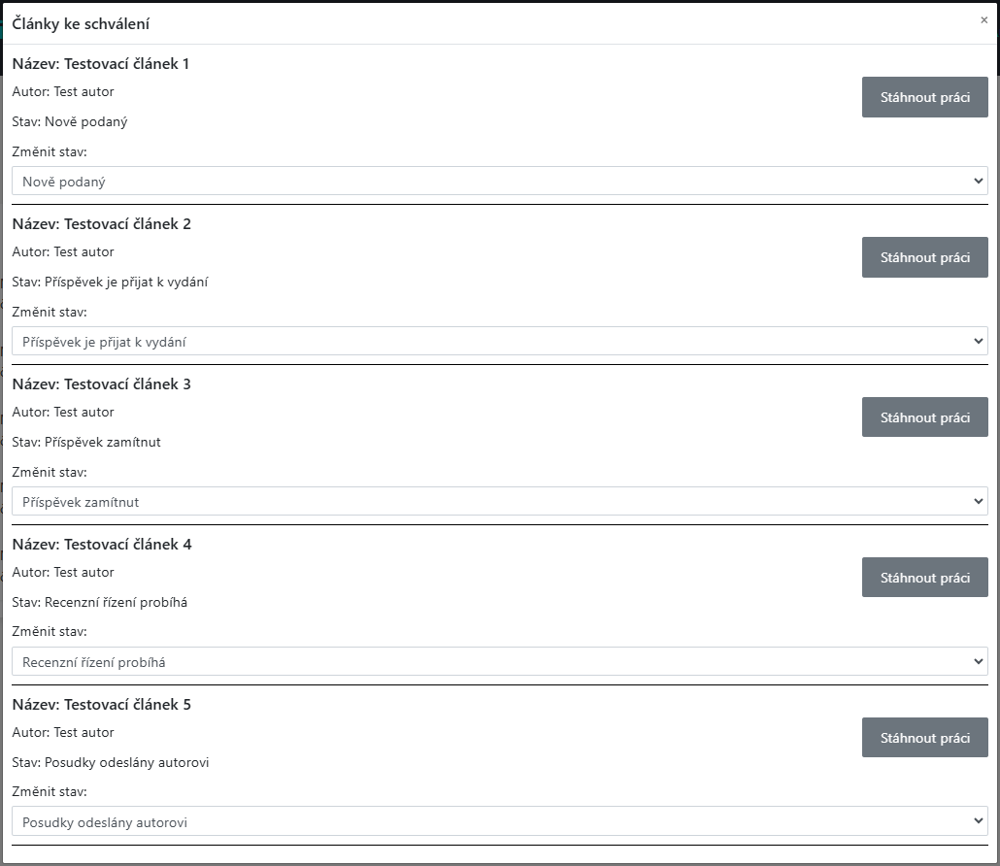 Články ke schválení
×
Název: Testovací článek 1
Autor: Test autor
Stáhnout práci
Stav: Nově podaný
Změnit stav:
Nově podaný
Název: Testovací článek 2
Autor: Test autor
Stáhnout práci
Stav: Příspěvek je přijat k vydání
Změnit stav:
Příspěvek je přijat k vydání
Název: Testovací článek 3
Autor: Test autor
Stáhnout práci
Stav: Příspěvek zamítnut
Změnit stav:
Příspěvek zamítnut
Název: Testovací článek 4
Autor: Test autor
Stáhnout práci
Stav: Recenzní řízení probíhá
Změnit stav:
Recenzní řízení probíhá
Název: Testovací článek 5
Autor: Test autor
Stáhnout práci
Stav: Posudky odeslány autorovi
Změnit stav:
Posudky odeslány autorovi